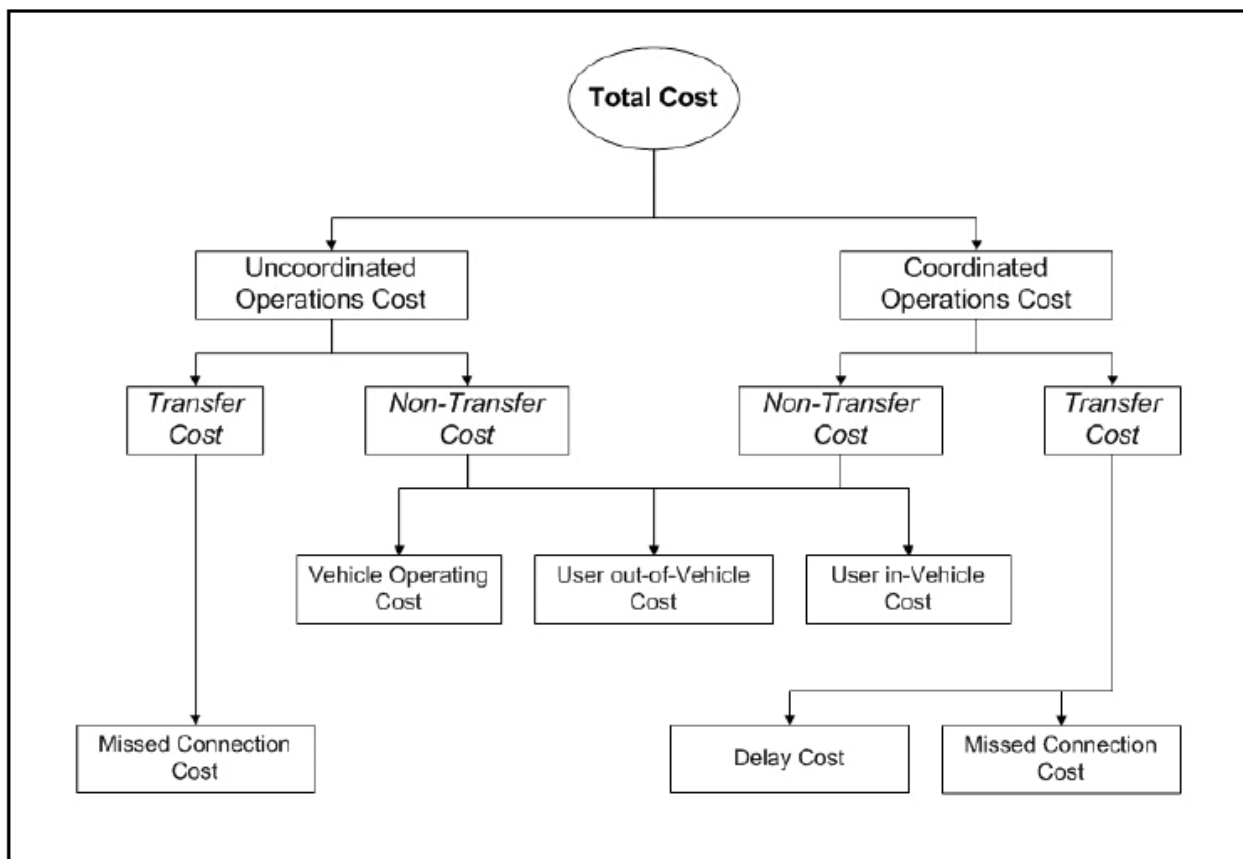 Total Cost
Uncoordinated
Operations Cost
Coordinated
Operations Cost
Transfer
Cost
Non-Transfer
Cost
Non-Transfer
Cost
Transfer
Cost
Vehicle Operating
Cost
User out-of-Vehicle
Cost
User in-Vehicle
Cost
Missed Connection
Cost
Delay Cost
Missed Connection
Cost